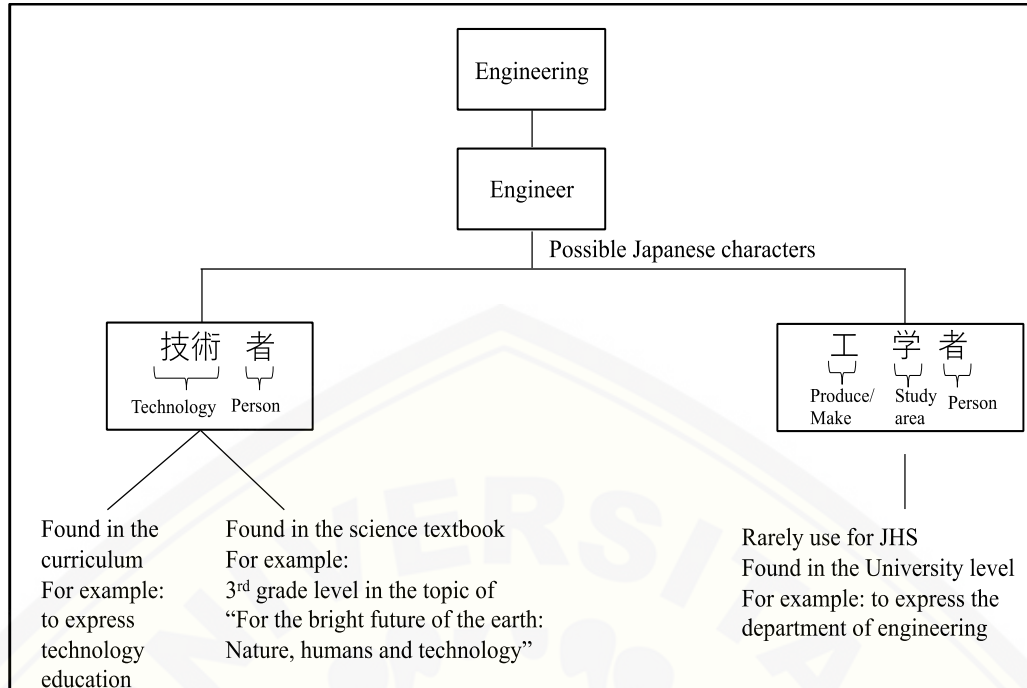 Engineering
Engineer
Possible Japanese characters
技術 者
Technology Person
工 学 者
Produce/ Study Person
Make area
Found in the
curriculum
For example:
to express
technology
education
Found in the science textbook
For example:
3rd grade level in the topic of
“For the bright future of the earth:
Nature, humans and technology”
Rarely use for JHS
Found in the University level
For example: to express the
department of engineering
NIVERSI